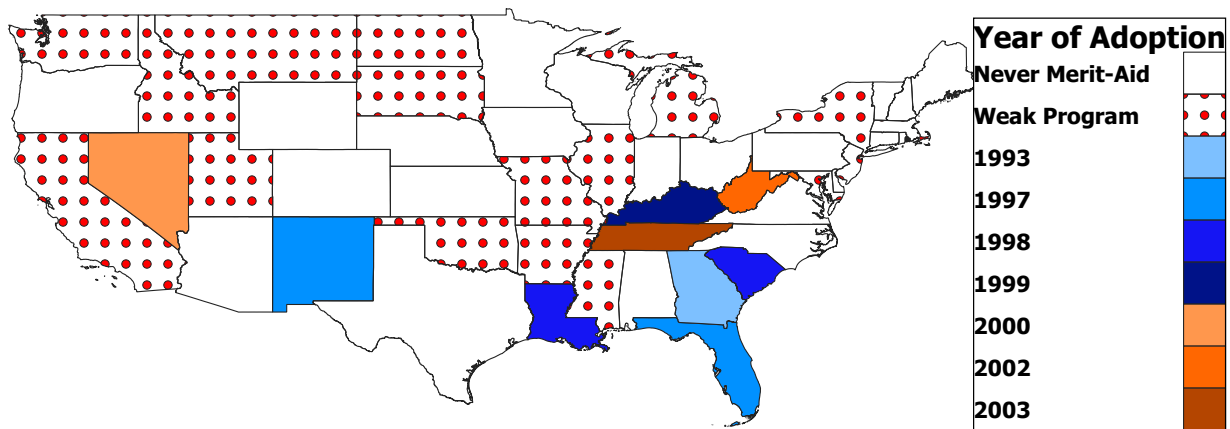 Year of Adoption
Never Merit-Aid
Weak Program
1993
1997
1998
1999
2000
2002
2003